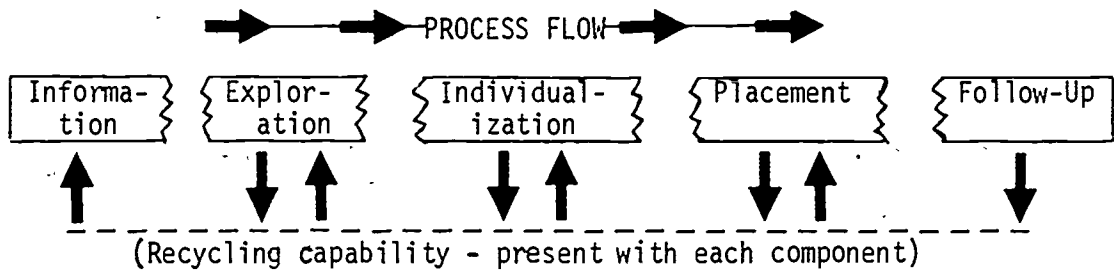 PROCESS FLOW
Informa-
tion
Explor-
ation
Individual-
ization
Placement
Follow-Up
(Recycling capability - present with each component)